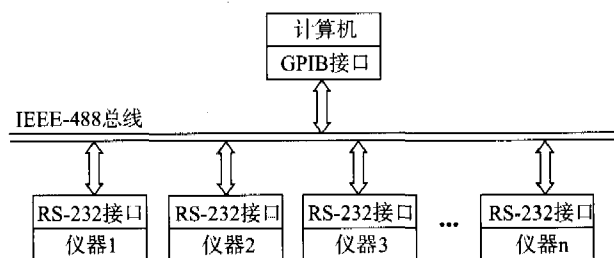 计算机
GPIB接口
IEEE-488总线
RS-232接口 RS-232接口 RS-232接口 ... RS-232接口
仪器1 仪器2 仪器3 仪器n